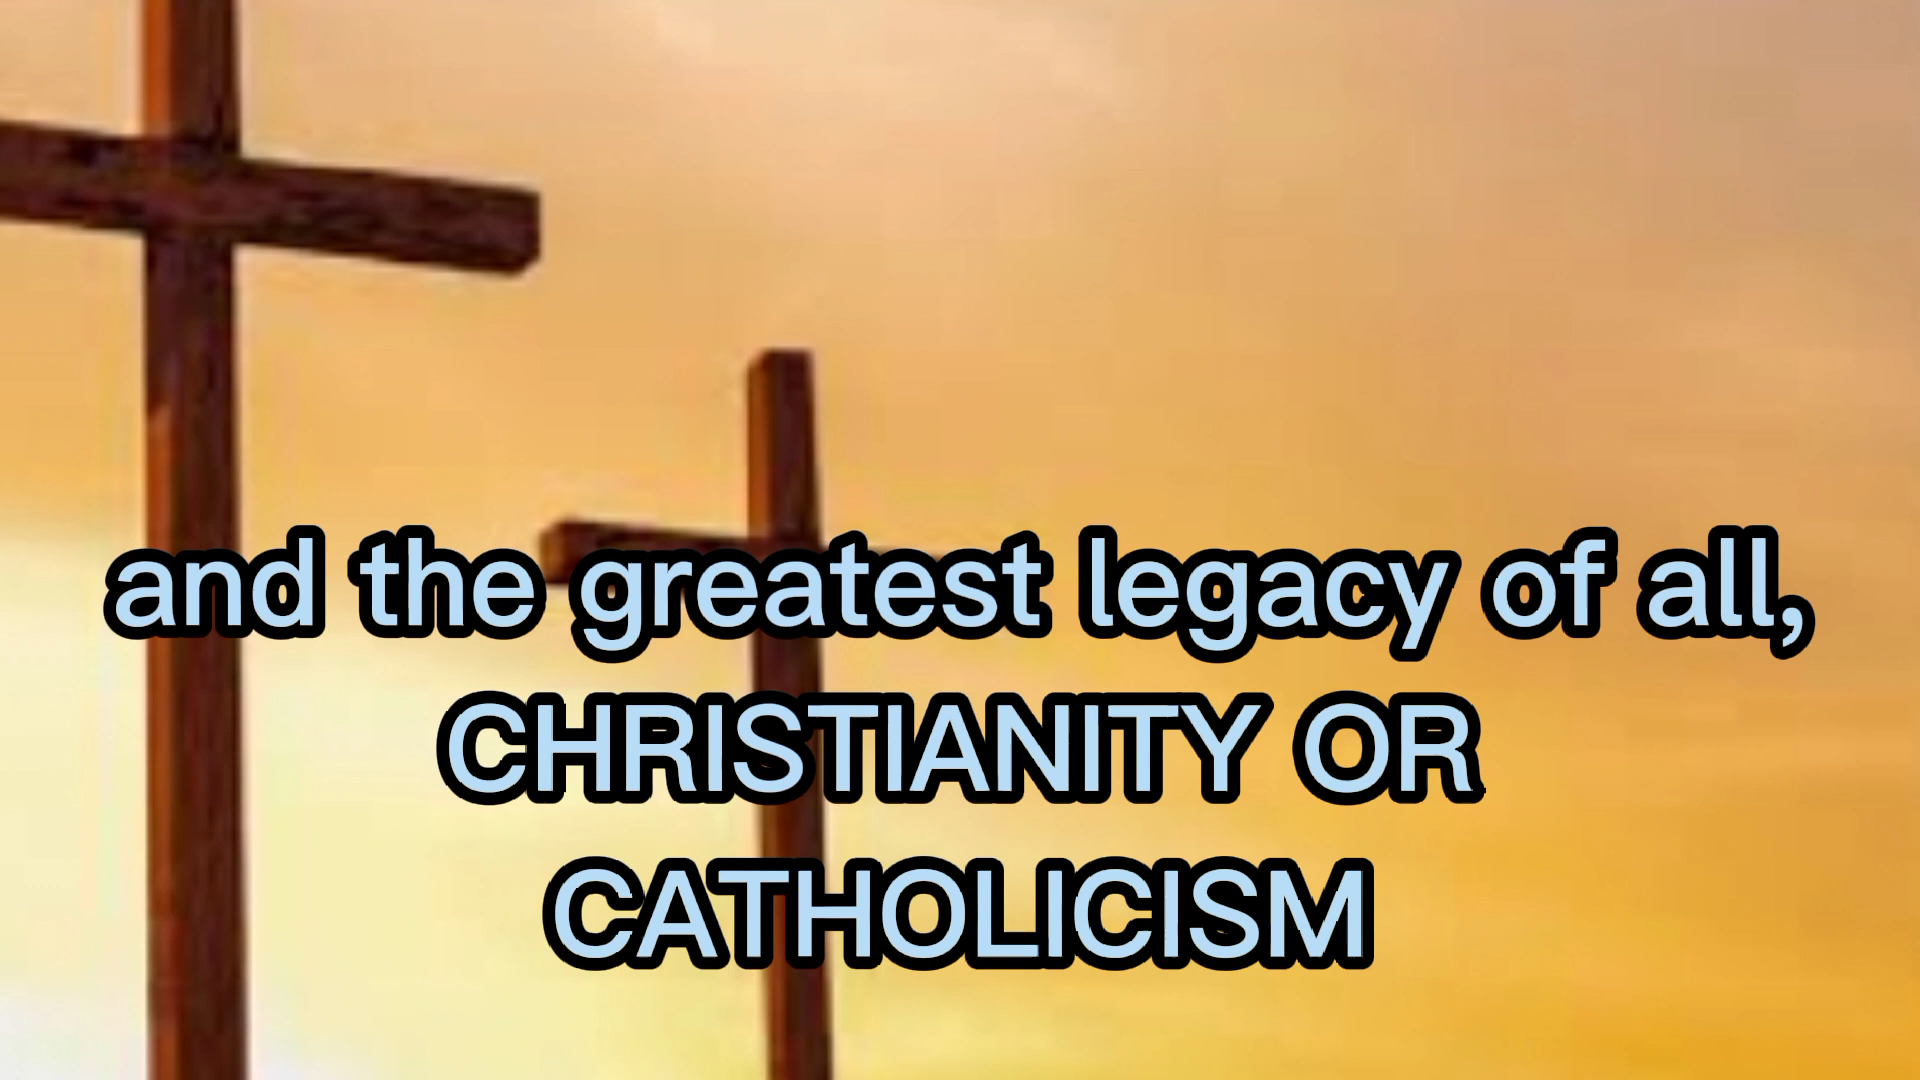 and the greatest legacy of all,
CHRISTIANITY OR
CATHOLICISM